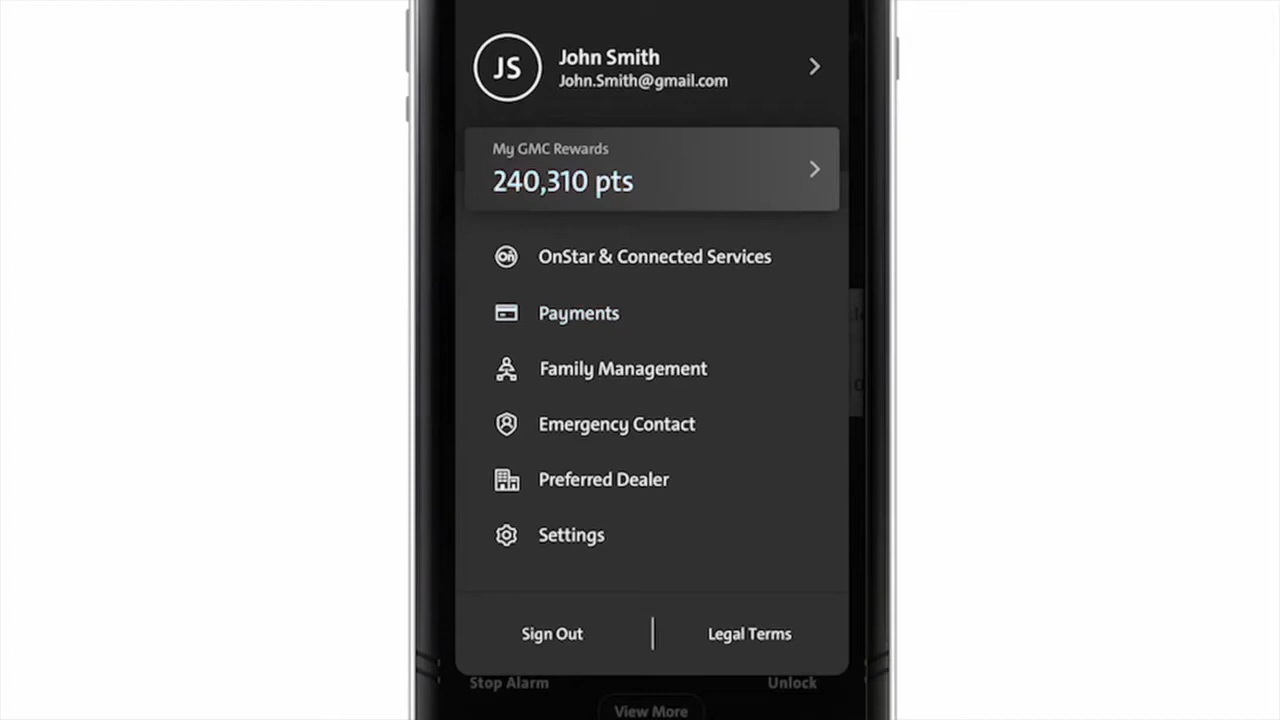 JS
John Smith
John.Smith@gmail.com
My GMC Rewards
240,310 pts
OnStar & Connected Services
Payments
Family Management
Emergency Contact
Preferred Dealer
Settings
Sign Out
Legal Terms
Stop Alarm
Unlock
View More